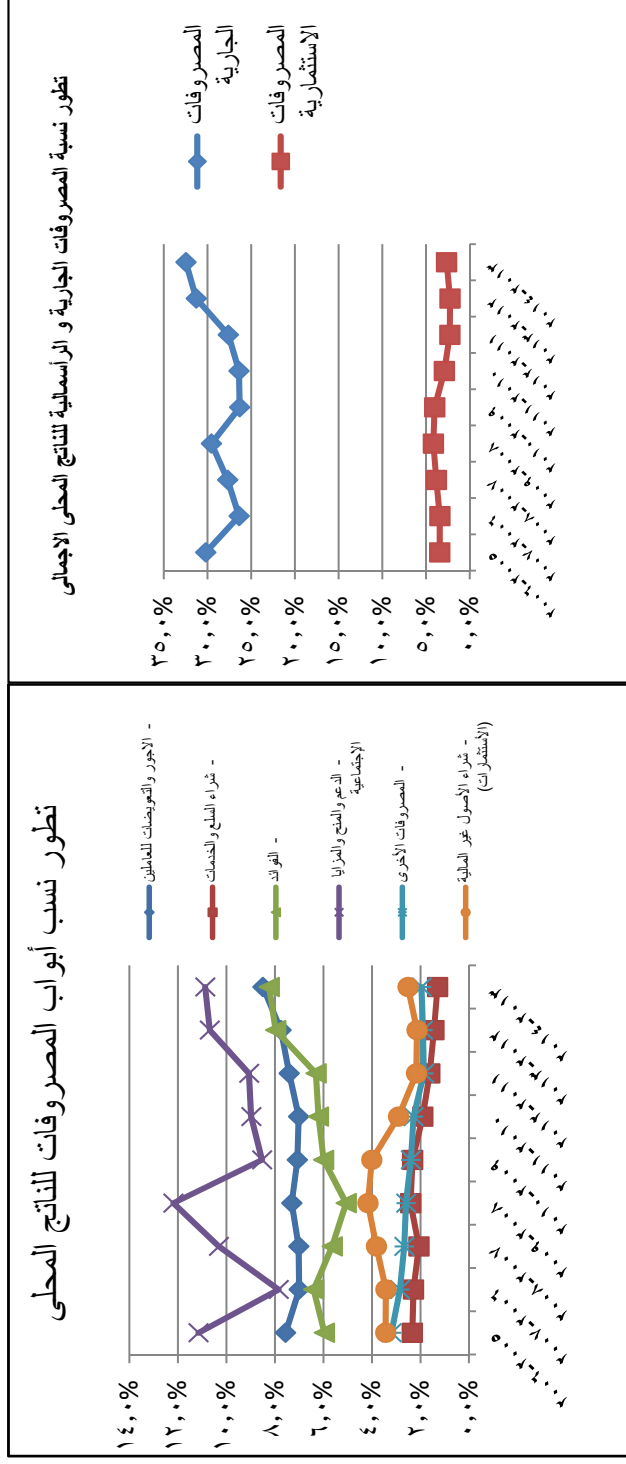 تطور نسب أبواب المصروفات للناتج المحلى
١٤,٠%
١٢,٠%
١٠,٠%
٨,٠%
٦,٠%
٤,٠%
٢,٠%
٠,٠%
- الاجور والتعويضات للعاملين
- شراء السلع والخدمات
- الفوائد
- الدعم والمنح والمزايا
الإجتماعية
- المصروفات الأخرى
- شراء الأصول غير المالية
(الأستثمارات)
تطور نسبة المصروفات الجارية و الرأسمالية للناتج المحلى الاجمالى
٣٥,٠%
٣٠,٠%
٢٥,٠%
٢٠,٠%
١٥,٠%
١٠,٠%
٥,٠%
٠,٠%
المصروفات
الجارية
المصروفات
الاستثمارية